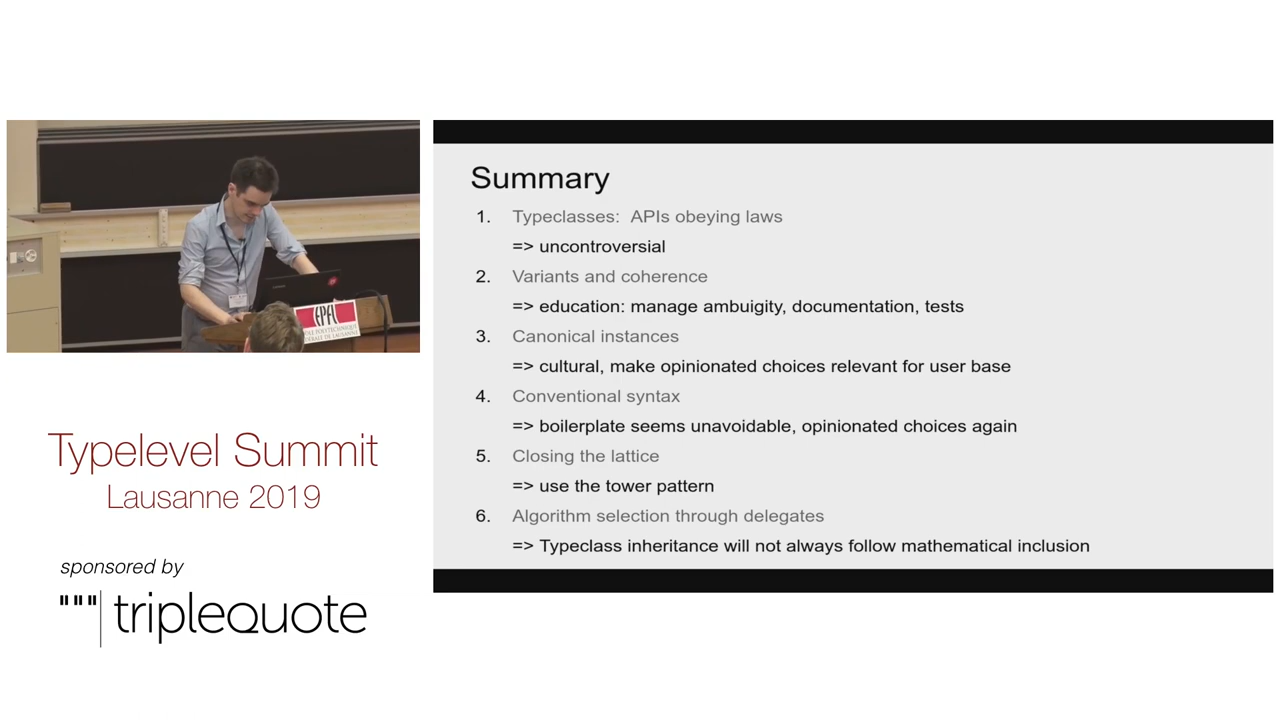 Summary
1. Typeclasses: APIs obeying laws
=> uncontroversial
2. Variants and coherence
=> education: manage ambuigity, documentation, tests
3. Canonical instances
=> cultural, make opinionated choices relevant for user base
4. Conventional syntax
=> boilerplate seems unavoidable, opinionated choices again
5. Closing the lattice
=> use the tower pattern
6. Algorithm selection through delegates
=> Typeclass inheritance will not always follow mathematical inclusion
EPFL
Typelevel Summit
Lausanne 2019
sponsored by
"""|triplequote